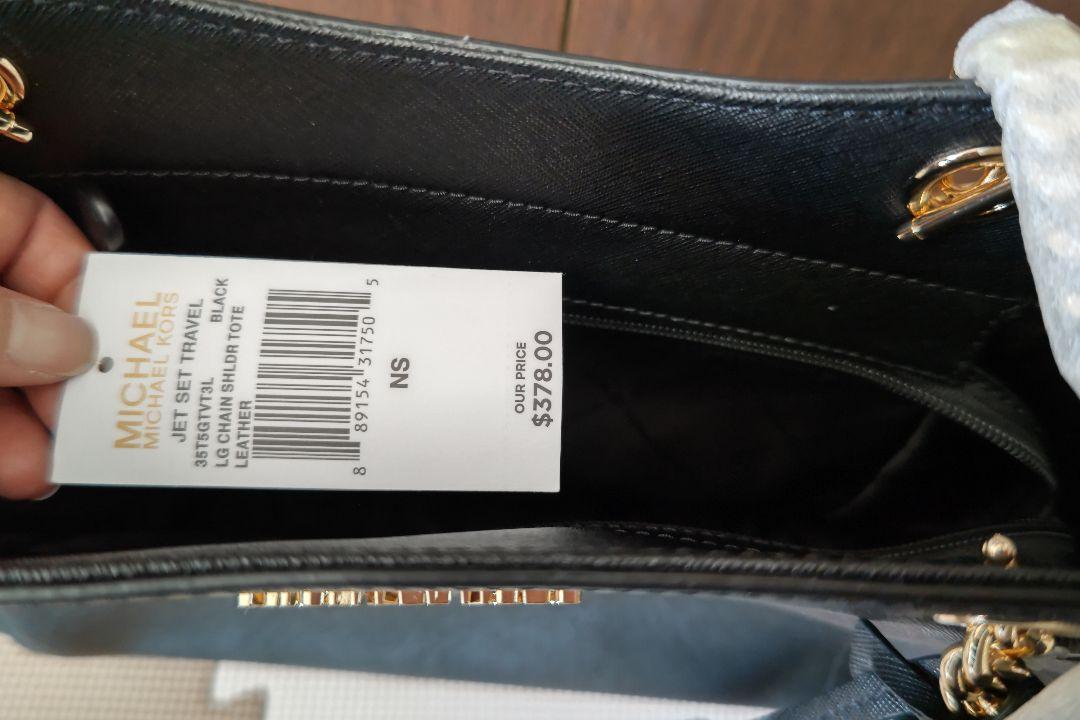 MICHAEL
MICHAEL KORS
JET SET TRAVEL
35T5GTVT3L BLACK
LG CHAIN SHLDR TOTE
LEATHER
8 89154 31750 5
NS
OUR PRICE
$378.00